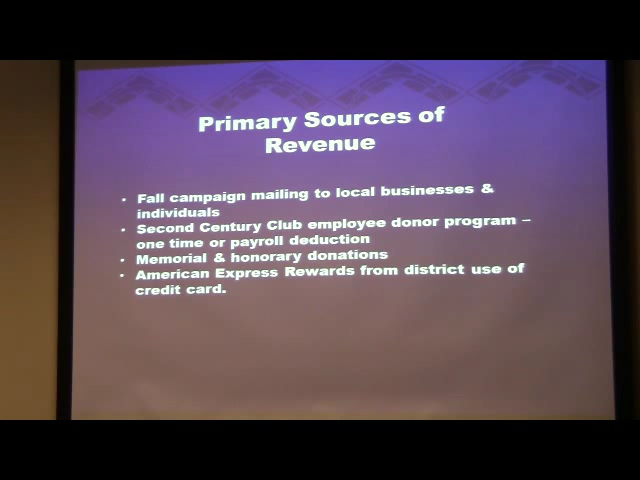 Primary Sources of
Revenue
• Fall campaign mailing to local businesses &
individuals
• Second Century Club employee donor program –
one time or payroll deduction
• Memorial & honorary donations
• American Express Rewards from district use of
credit card.